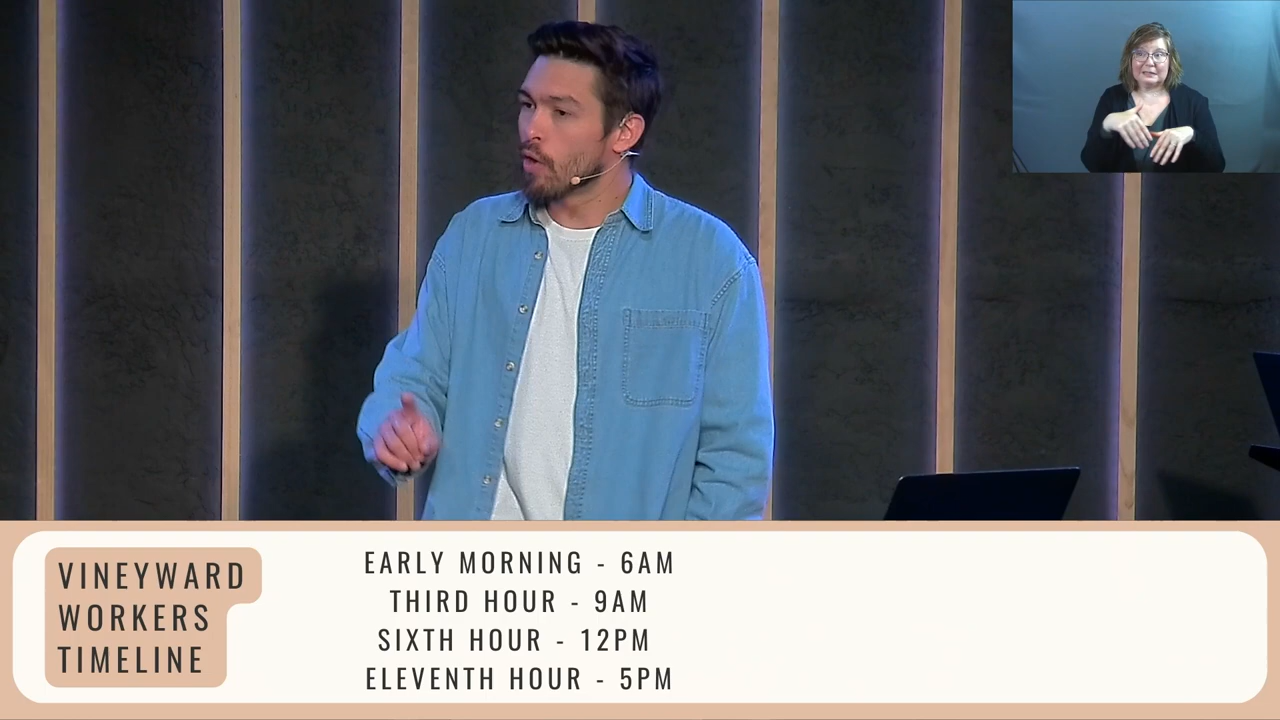 VINEYWARD
WORKERS
TIMELINE
EARLY MORNING - 6AM
THIRD HOUR - 9AM
SIXTH HOUR - 12PM
ELEVENTH HOUR - 5PM